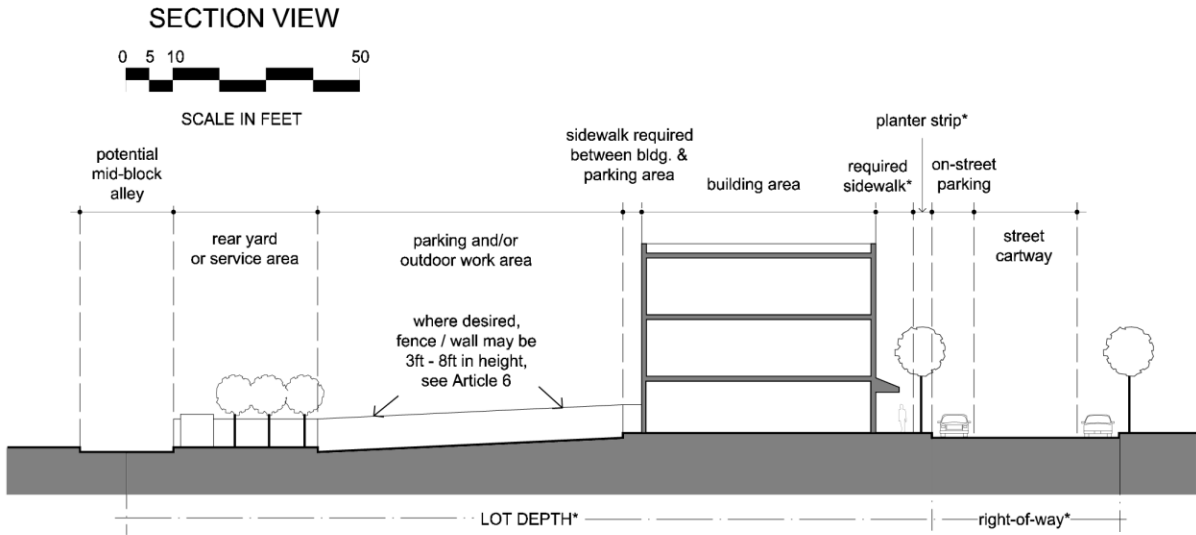 SECTION VIEW
0 5 10 50
SCALE IN FEET
potential
mid-block
alley
rear yard
or service area
parking and/or
outdoor work area
where desired,
fence / wall may be
3ft - 8ft in height,
see Article 6
sidewalk required
between bldg. &
parking area
building area
required
sidewalk*
planter strip*
on-street
parking
street
cartway
LOT DEPTH*
right-of-way*